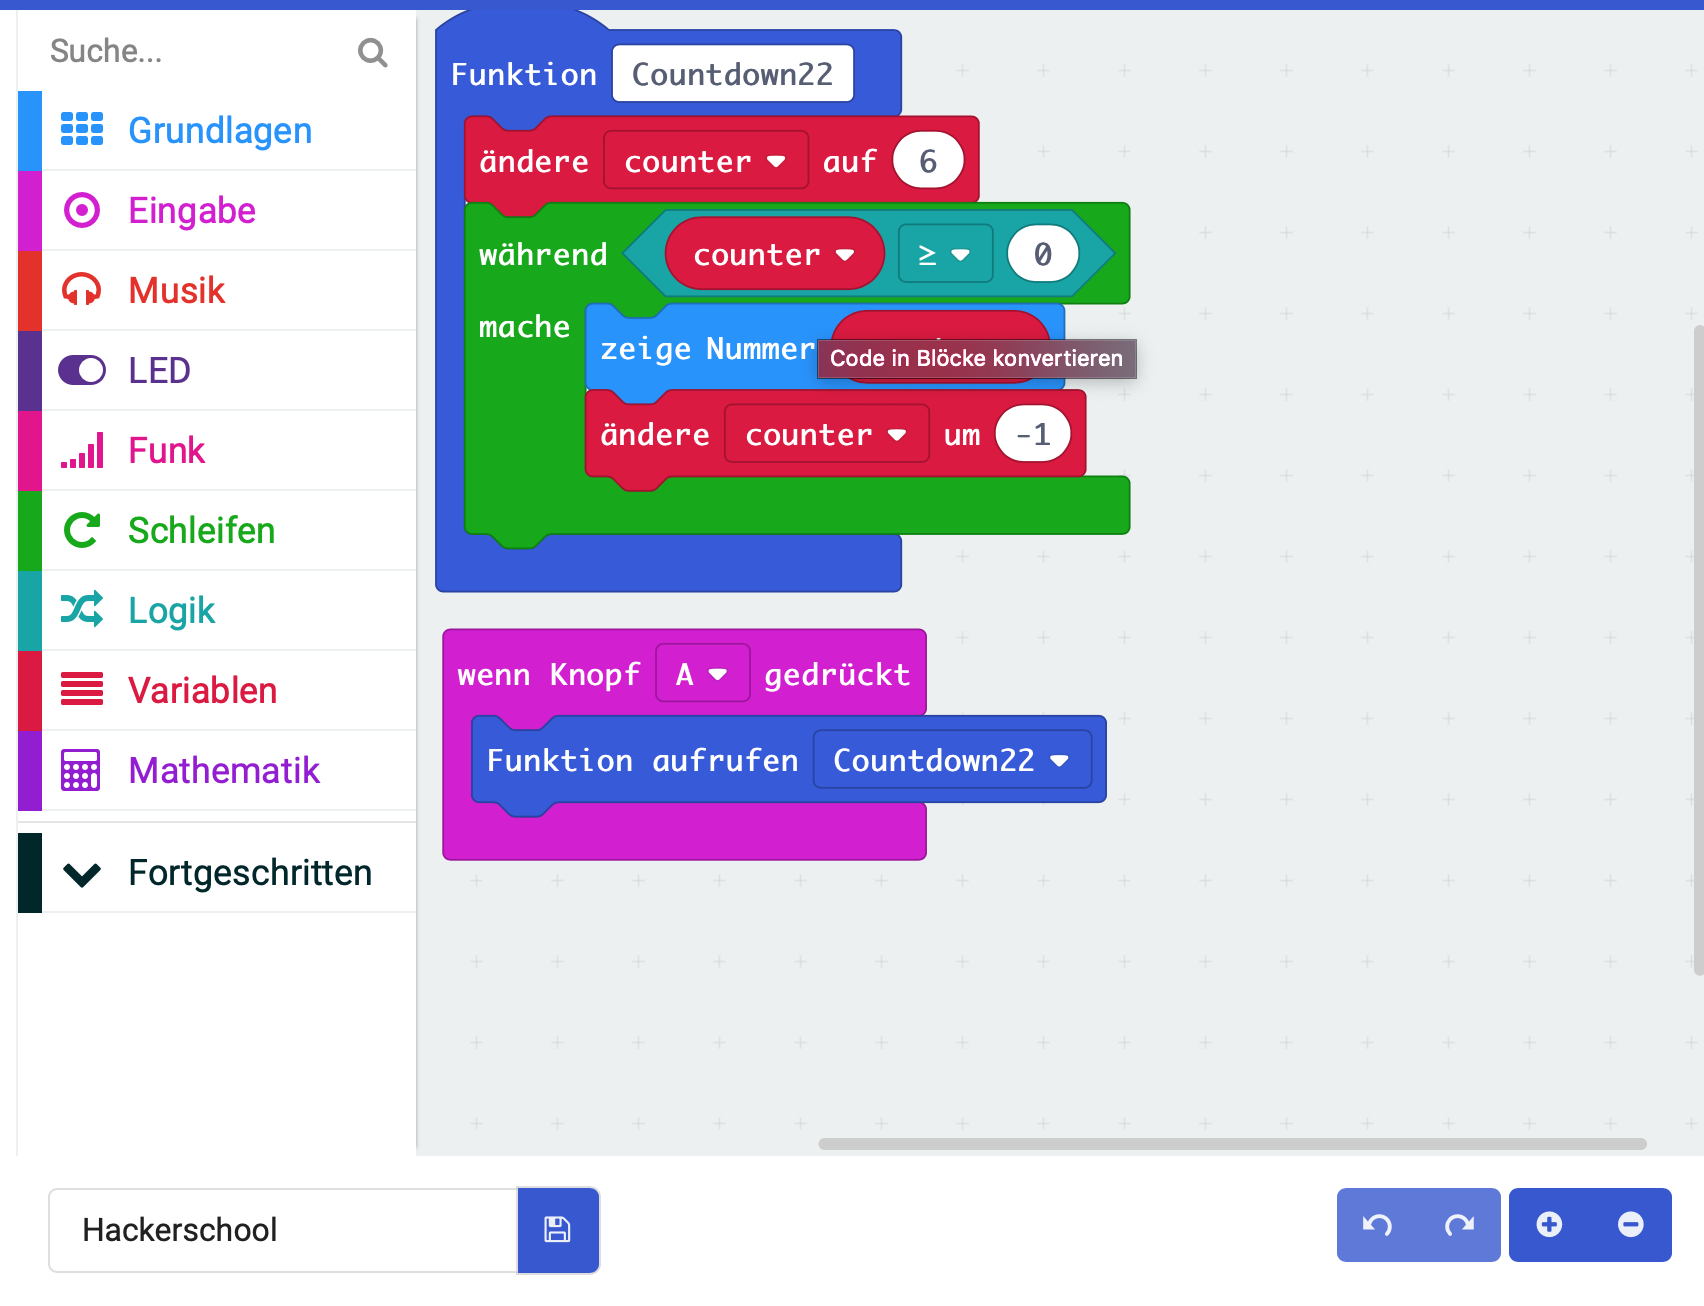 Suche...
Grundlagen
Eingabe
Musik
LED
Funk
Schleifen
Logik
Variablen
Mathematik
Fortgeschritten
Funktion Countdown22
ändere counter auf 6
während counter ≥ 0
mache
zeige Nummer
Code in Blöcke konvertieren
ändere counter um -1
wenn Knopf A gedrückt
Funktion aufrufen Countdown22
Hackerschool